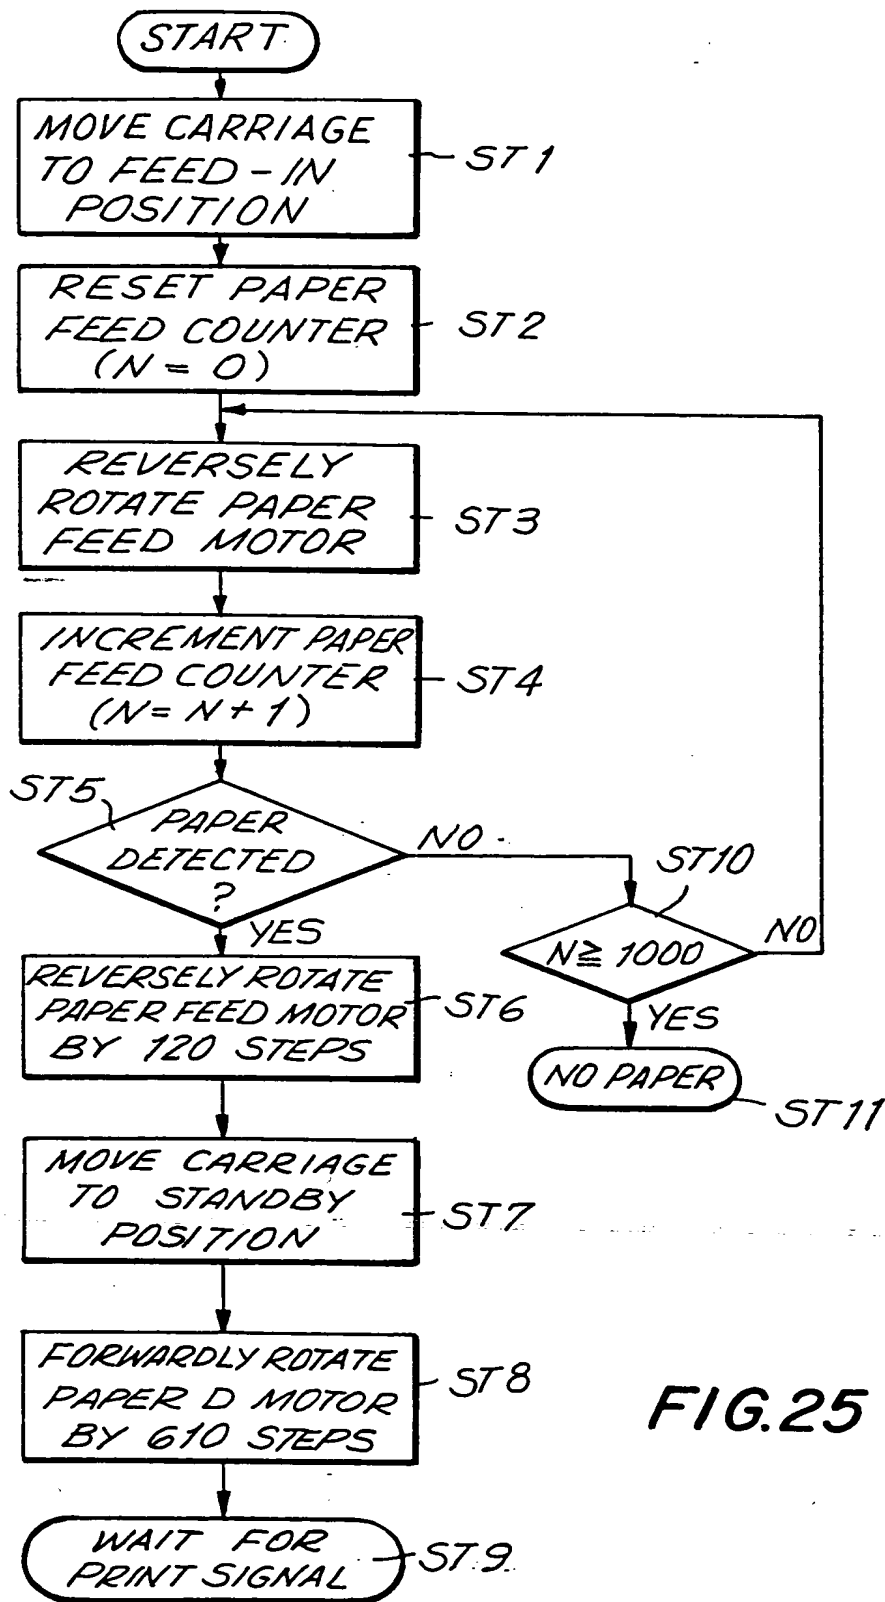 START
MOVE CARRIAGE
TO FEED-IN
POSITION
ST1
RESET PAPER
FEED COUNTER
(N = 0)
ST2
REVERSELY
ROTATE PAPER
FEED MOTOR
ST3
INCREMENT PAPER
FEED COUNTER
(N = N + 1)
ST4
ST5
PAPER
DETECTED
?
NO
YES
ST10
N ≧ 1000
NO
YES
NO PAPER
ST11
REVERSELY ROTATE
PAPER FEED MOTOR
BY 120 STEPS
ST6
MOVE CARRIAGE
TO STANDBY
POSITION
ST7
FORWARDLY ROTATE
PAPER D MOTOR
BY 610 STEPS
ST8
WAIT FOR
PRINT SIGNAL
ST9
FIG.25